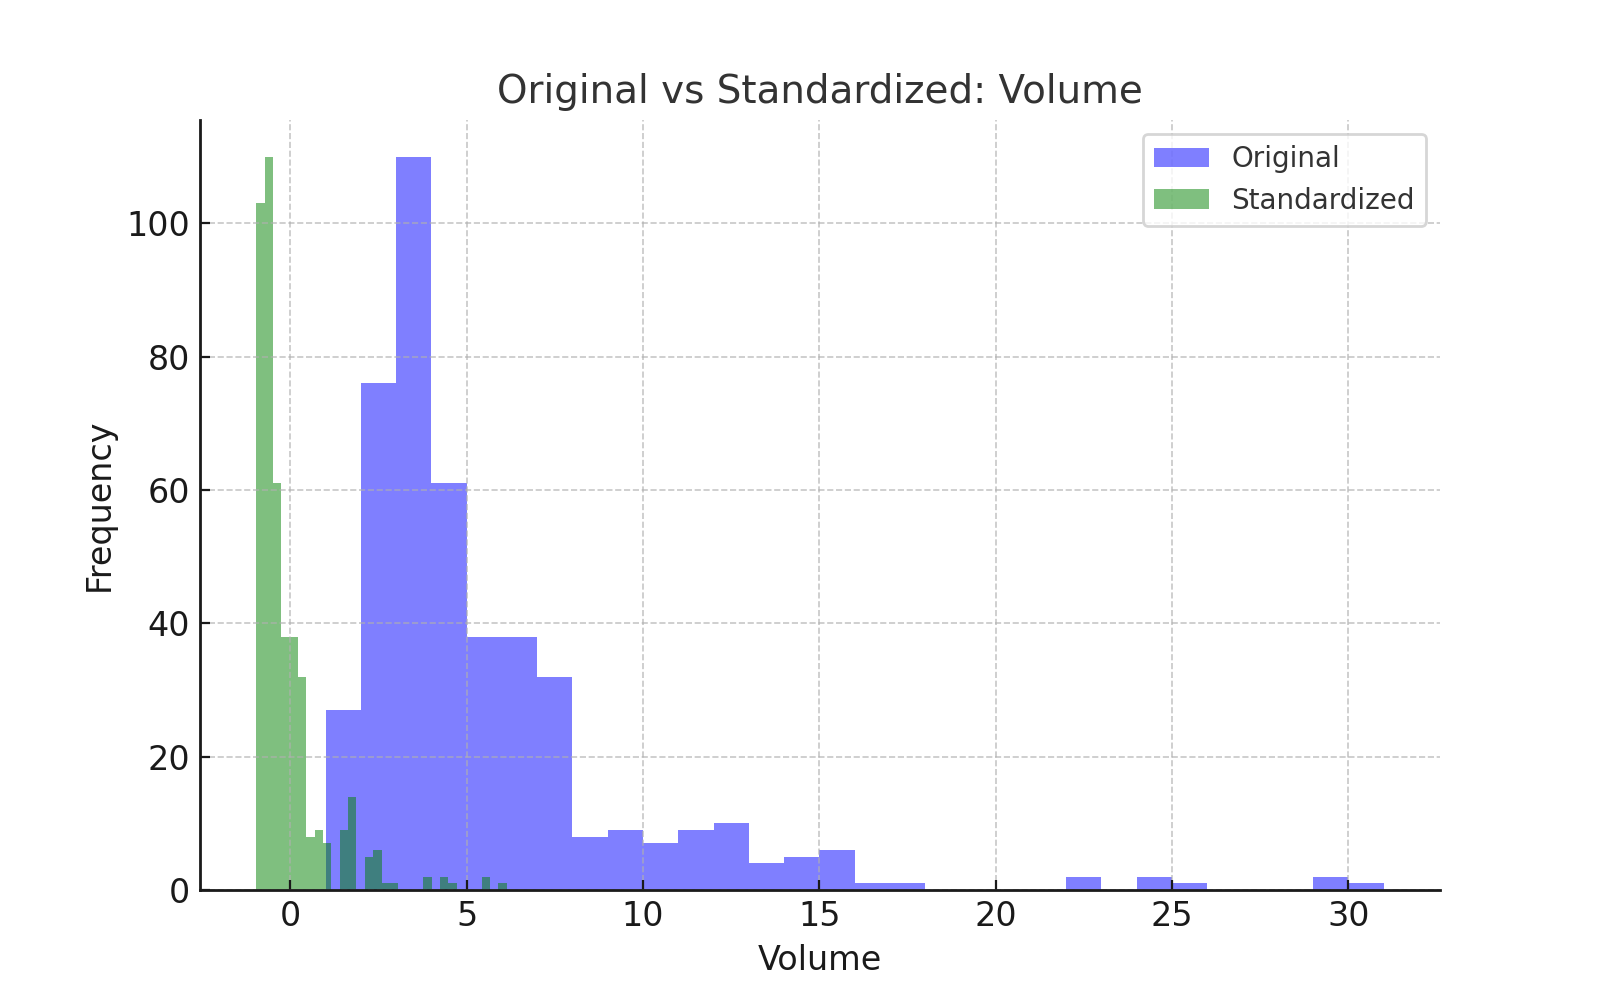 Original vs Standardized: Volume
Original
Standardized
100
80
60
40
20
0
Frequency
0 5 10 15 20 25 30
Volume